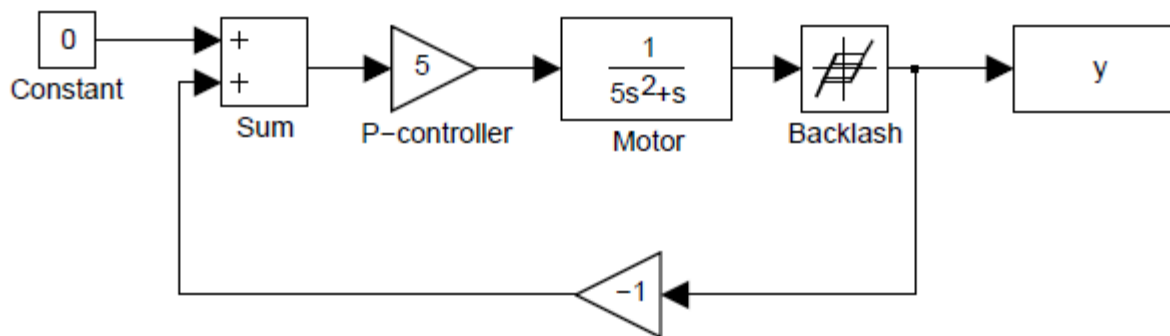 0
Constant
+
+
Sum
5
P−controller
1
5s²+s
Motor
Backlash
y
−1